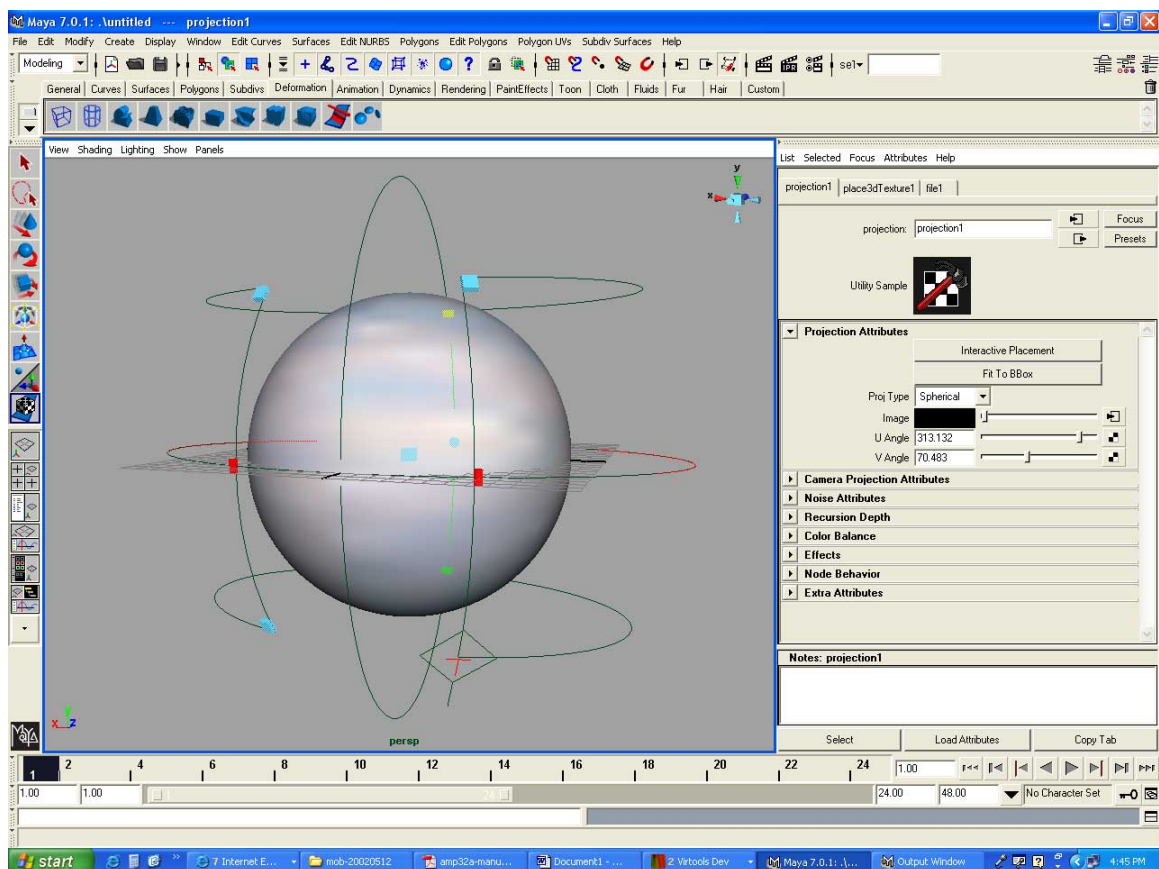 Maya 7.0.1: .\untitled --- projection1
File Edit Modify Create Display Window Edit Curves Surfaces Edit NURBS Polygons Edit Polygons Polygon UVs Subdiv Surfaces Help
Modeling sel
General Curves Surfaces Polygons Subdivs Deformation Animation Dynamics Rendering PaintEffects Toon Cloth Fluids Fur Hair Custom
View Shading Lighting Show Panels
List Selected Focus Attributes Help
projection1 place3dTexture1 file1
projection: projection1 Focus
Presets
Utility Sample
Projection Attributes
Interactive Placement
Fit To BBox
Proj Type Spherical
Image
U Angle 313.132
V Angle 70.483
Camera Projection Attributes
Noise Attributes
Recursion Depth
Color Balance
Effects
Node Behavior
Extra Attributes
Notes: projection1
Select Load Attributes Copy Tab
y
x
y
x z
persp
MAYA
1 2 4 6 8 10 12 14 16 18 20 22 24 1.00
1.00 1.00 1 24 24.00 48.00 No Character Set
start 7 Internet E... mob-20020512 amp32a-manu... Document1 - ... 2 Virtools Dev Maya 7.0.1: .\... Output Window 4:45 PM